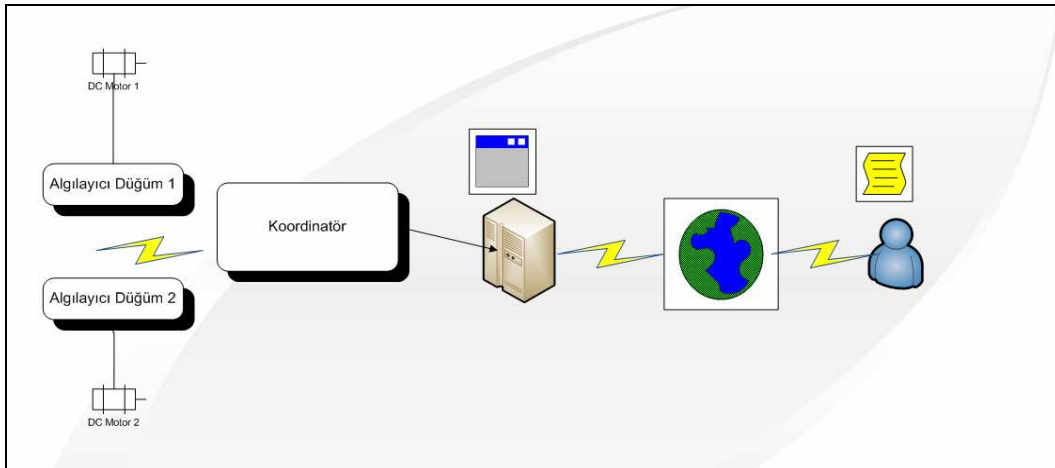 DC Motor 1
Algılayıcı Düğüm 1
Koordinatör
Algılayıcı Düğüm 2
DC Motor 2